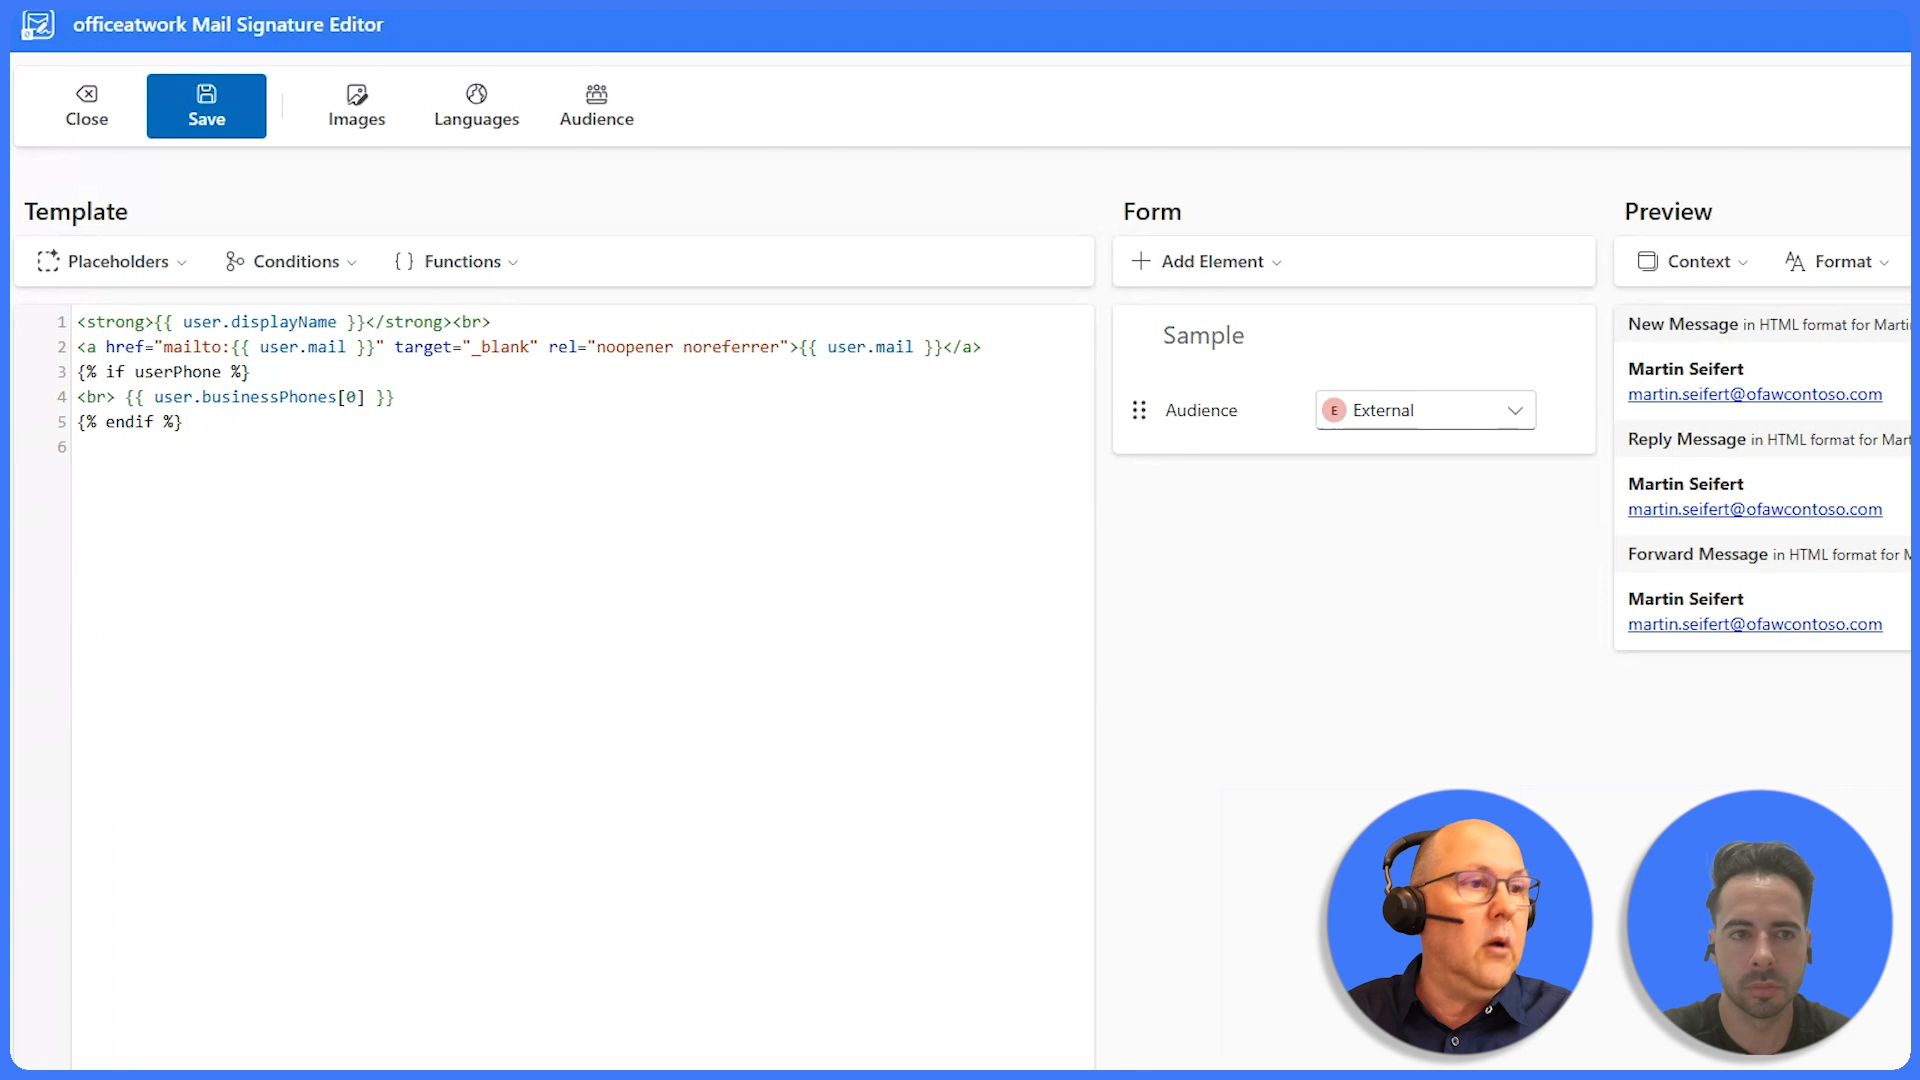 officeatwork Mail Signature Editor
Close
Save
Images
Languages
Audience
Template
Form
Preview
Placeholders
Conditions
{ } Functions
Add Element
Context
Format
1 <strong>{{ user.displayName }}</strong><br>
2 <a href="mailto:{{ user.mail }}" target="_blank" rel="noopener noreferrer">{{ user.mail }}</a>
3 {% if userPhone %}
4 <br> {{ user.businessPhones[0] }}
5 {% endif %}
6
Sample
Audience
E External
New Message in HTML format for Marti
Martin Seifert
martin.seifert@ofawcontoso.com
Reply Message in HTML format for Mart
Martin Seifert
martin.seifert@ofawcontoso.com
Forward Message in HTML format for M
Martin Seifert
martin.seifert@ofawcontoso.com